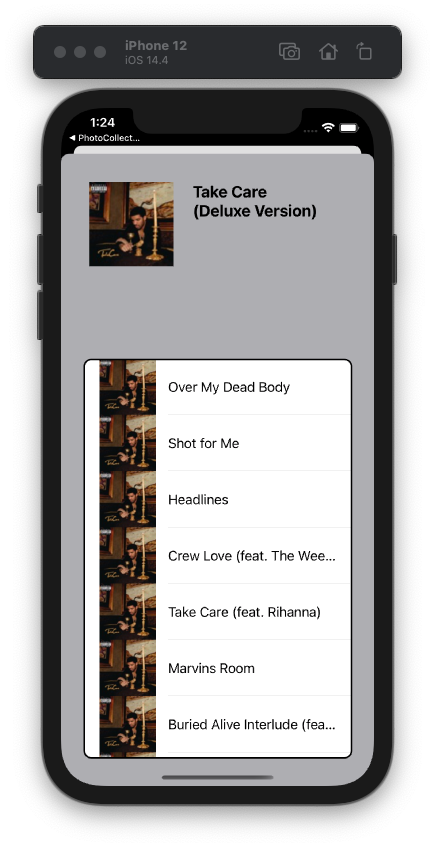 iPhone 12
iOS 14.4
1:24
PhotoCollect...
Take Care
(Deluxe Version)
Over My Dead Body
Shot for Me
Headlines
Crew Love (feat. The Wee...
Take Care (feat. Rihanna)
Marvins Room
Buried Alive Interlude (fea...